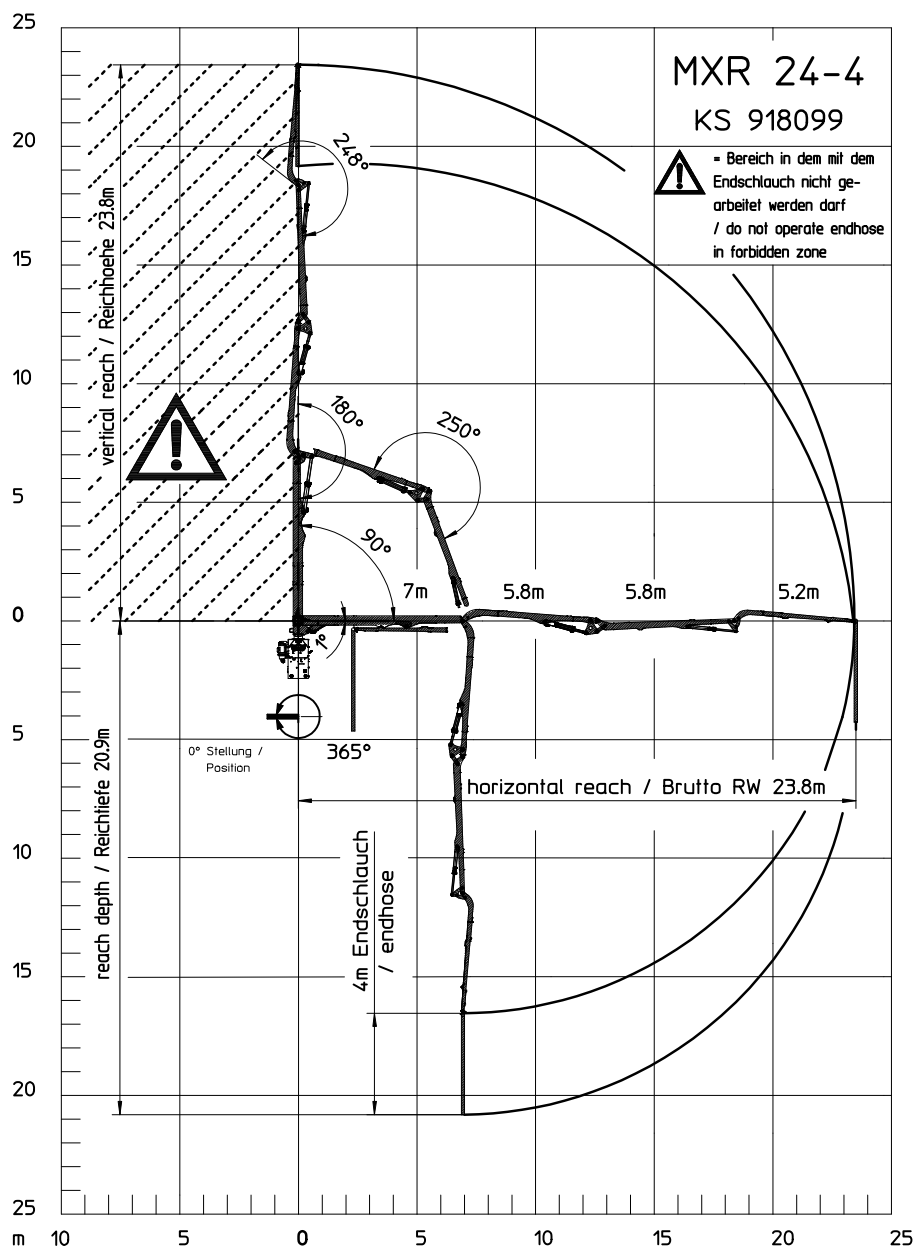 25
20
15
10
5
0
5
10
15
20
25
m
10
5
0
5
10
15
20
25
MXR 24-4
KS 918099
= Bereich in dem mit dem
Endschlauch nicht ge-
arbeitet werden darf
/ do not operate endhose
in forbidden zone
vertical reach / Reichhoehe 23.8m
248°
180°
250°
90°
7m
5.8m
5.8m
5.2m
1°
0° Stellung /
Position
365°
horizontal reach / Brutto RW 23.8m
reach depth / Reichtiefe 20.9m
4m Endschlauch
/ endhose